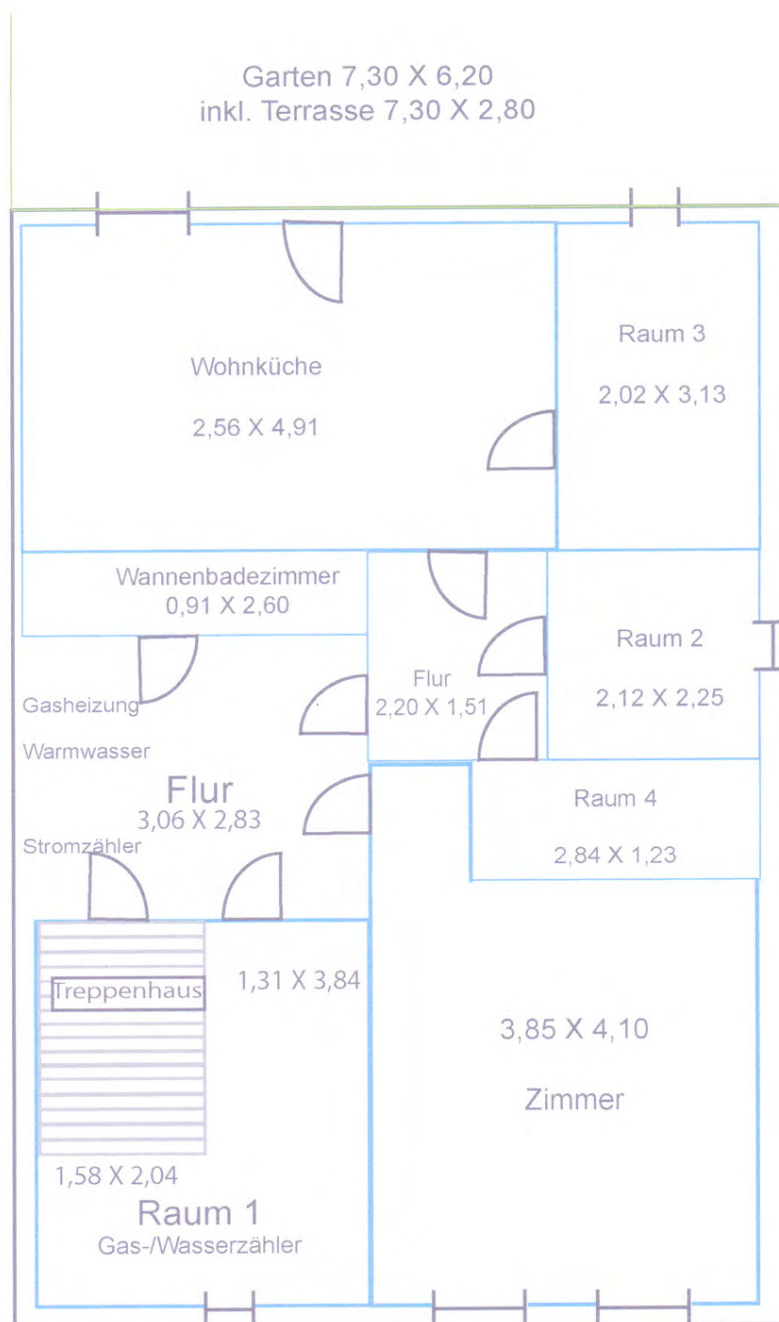 Garten 7,30 X 6,20
inkl. Terrasse 7,30 X 2,80
Wohnküche
2,56 X 4,91
Raum 3
2,02 X 3,13
Wannenbadezimmer
0,91 X 2,60
Flur
2,20 X 1,51
Raum 2
2,12 X 2,25
Gasheizung
Warmwasser
Flur
3,06 X 2,83
Stromzähler
Raum 4
2,84 X 1,23
Treppenhaus
1,31 X 3,84
3,85 X 4,10
Zimmer
1,58 X 2,04
Raum 1
Gas-/Wasserzähler